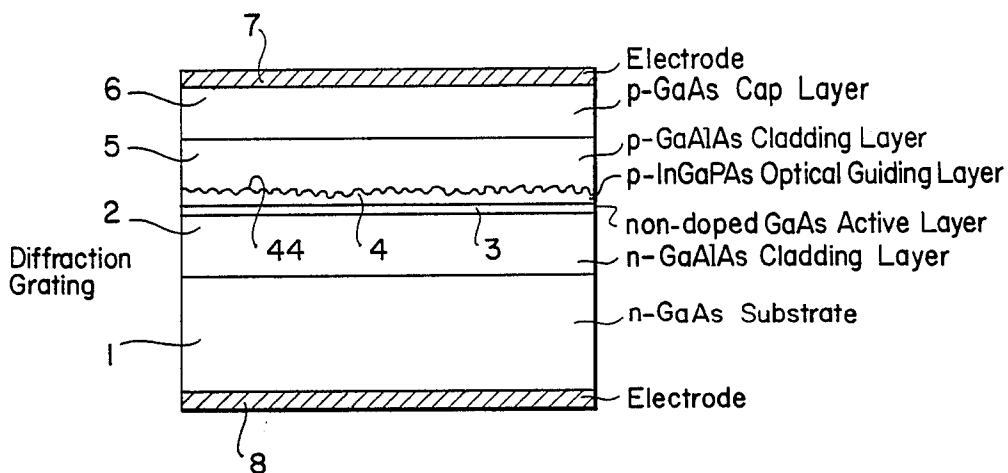 7
Electrode
6
p-GaAs Cap Layer
5
p-GaAlAs Cladding Layer
p-InGaPAs Optical Guiding Layer
2
44
4
3
non-doped GaAs Active Layer
n-GaAlAs Cladding Layer
Diffraction
Grating
n-GaAs Substrate
1
Electrode
8